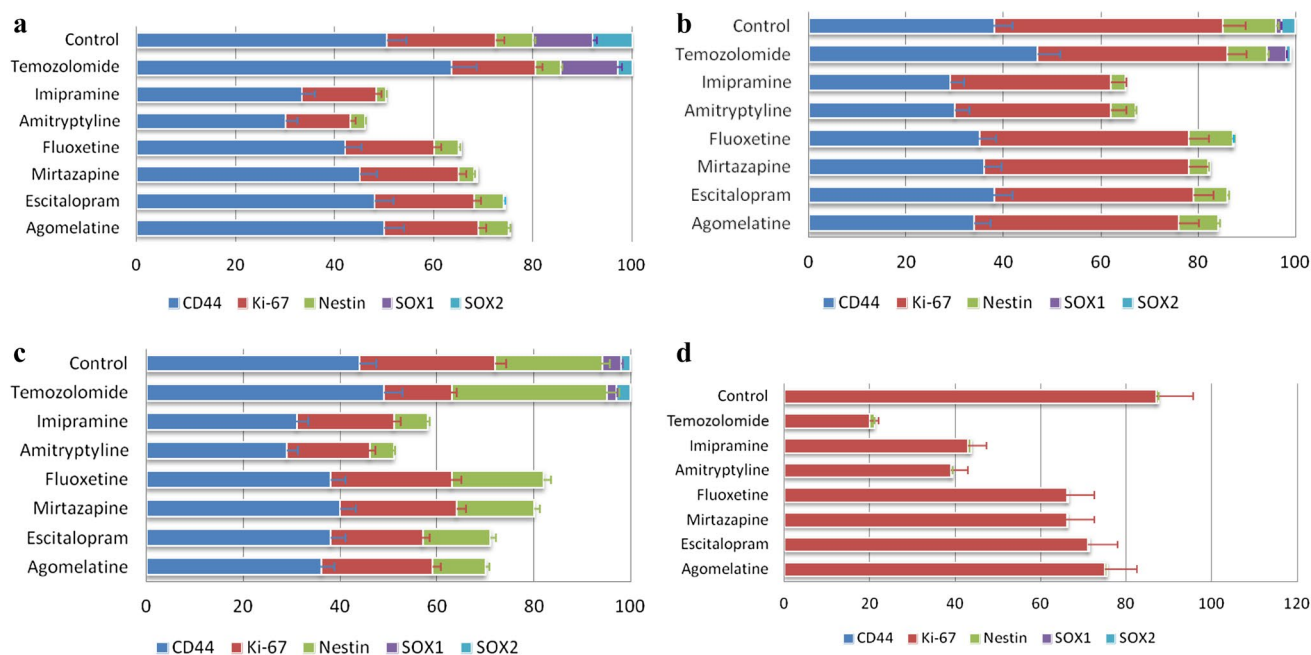 a
Control
Temozolomide
Imipramine
Amitryptyline
Fluoxetine
Mirtazapine
Escitalopram
Agomelatine
0 20 40 60 80 100
CD44 Ki-67 Nestin SOX1 SOX2
b
Control
Temozolomide
Imipramine
Amitryptyline
Fluoxetine
Mirtazapine
Escitalopram
Agomelatine
0 20 40 60 80 100
CD44 Ki-67 Nestin SOX1 SOX2
c
Control
Temozolomide
Imipramine
Amitryptyline
Fluoxetine
Mirtazapine
Escitalopram
Agomelatine
0 20 40 60 80 100
CD44 Ki-67 Nestin SOX1 SOX2
d
Control
Temozolomide
Imipramine
Amitryptyline
Fluoxetine
Mirtazapine
Escitalopram
Agomelatine
0 20 40 60 80 100 120
CD44 Ki-67 Nestin SOX1 SOX2